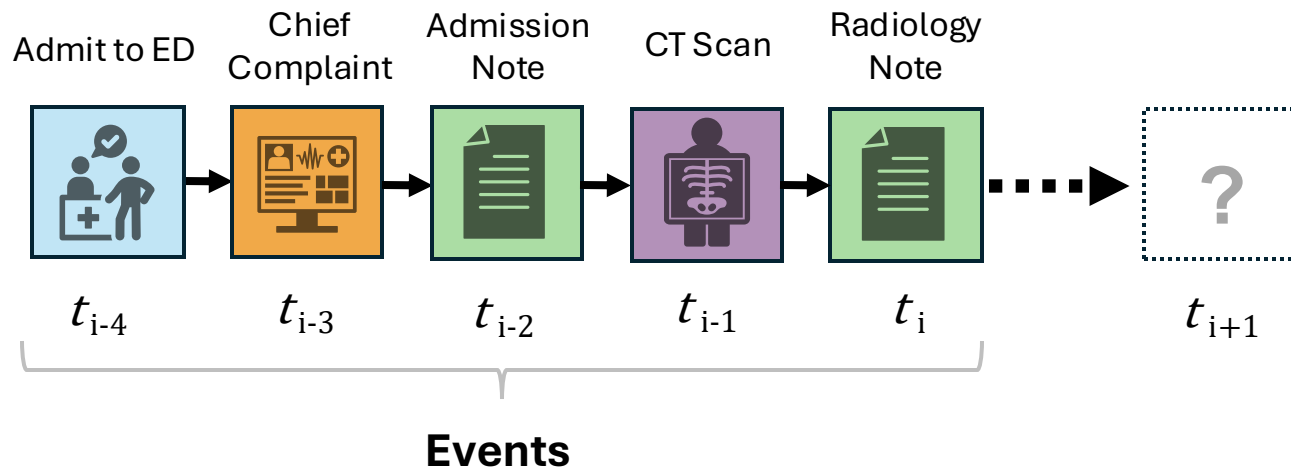 Admit to ED
Chief
Complaint
Admission
Note
CT Scan
Radiology
Note
?
t i-4
t i-3
t i-2
t i-1
t i
t i+1
Events